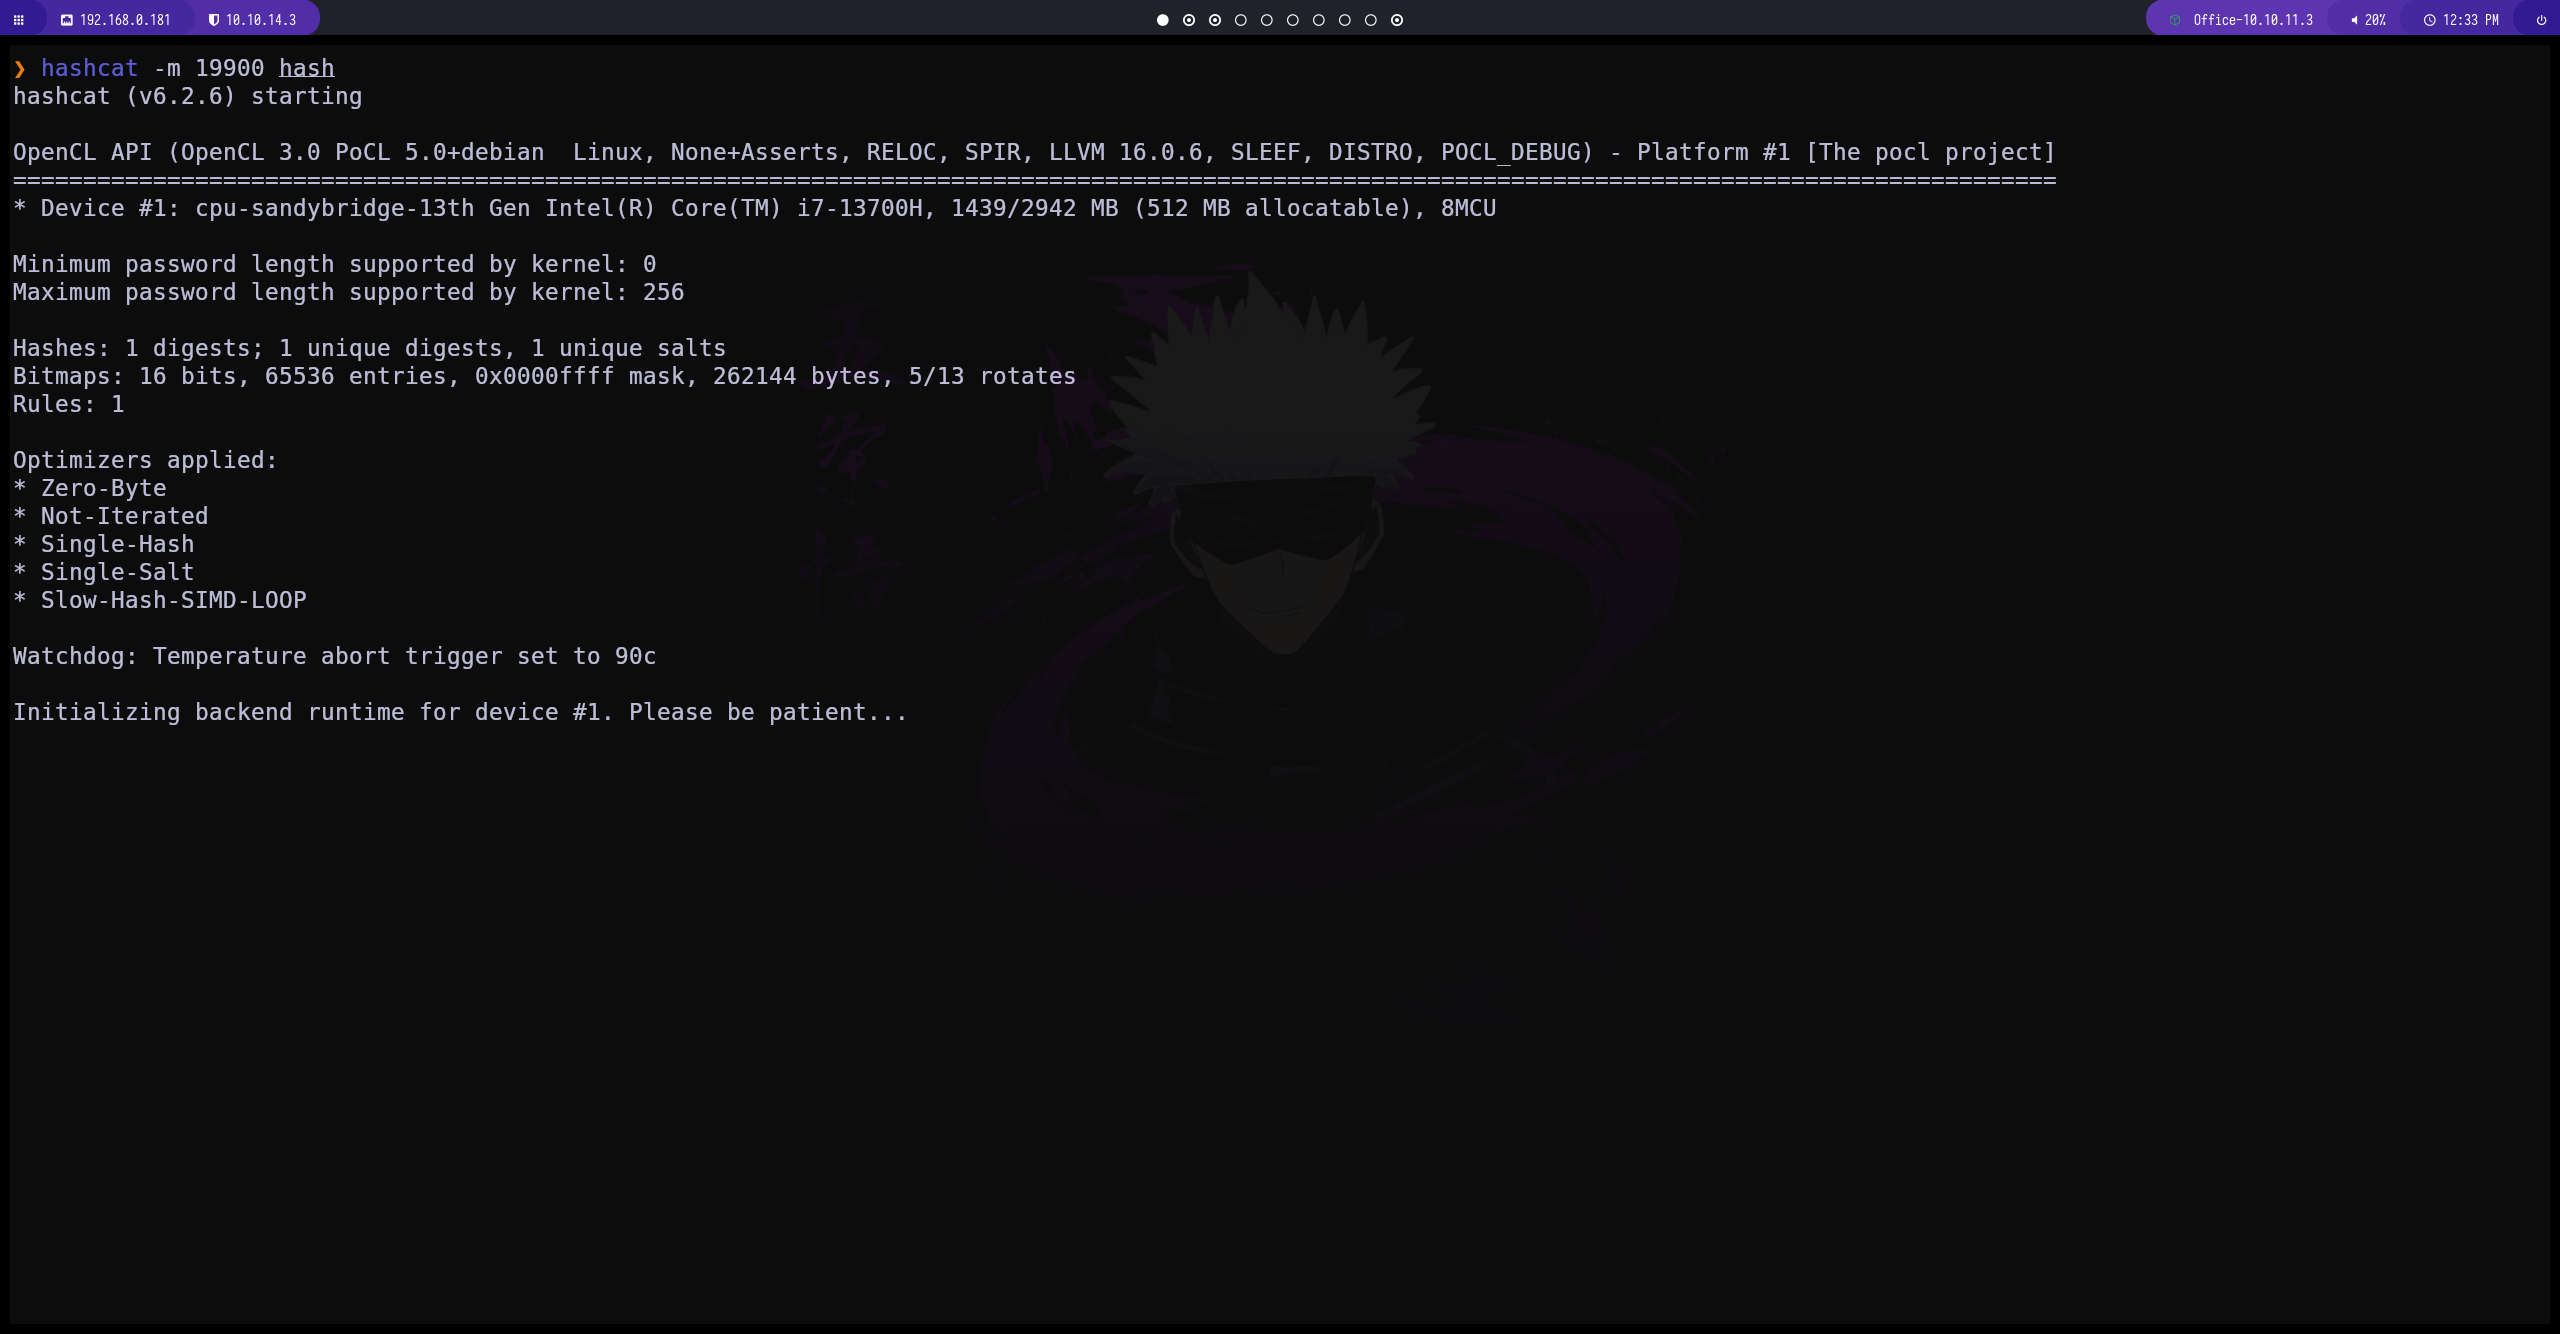 192.168.0.181 10.10.14.3 Office-10.10.11.3 20% 12:33 PM
❯ hashcat -m 19900 hash
hashcat (v6.2.6) starting
OpenCL API (OpenCL 3.0 PoCL 5.0+debian  Linux, None+Asserts, RELOC, SPIR, LLVM 16.0.6, SLEEF, DISTRO, POCL_DEBUG) - Platform #1 [The pocl project]
==================================================================================================================================================
* Device #1: cpu-sandybridge-13th Gen Intel(R) Core(TM) i7-13700H, 1439/2942 MB (512 MB allocatable), 8MCU
Minimum password length supported by kernel: 0
Maximum password length supported by kernel: 256
Hashes: 1 digests; 1 unique digests, 1 unique salts
Bitmaps: 16 bits, 65536 entries, 0x0000ffff mask, 262144 bytes, 5/13 rotates
Rules: 1
Optimizers applied:
* Zero-Byte
* Not-Iterated
* Single-Hash
* Single-Salt
* Slow-Hash-SIMD-LOOP
Watchdog: Temperature abort trigger set to 90c
Initializing backend runtime for device #1. Please be patient...
五条悟